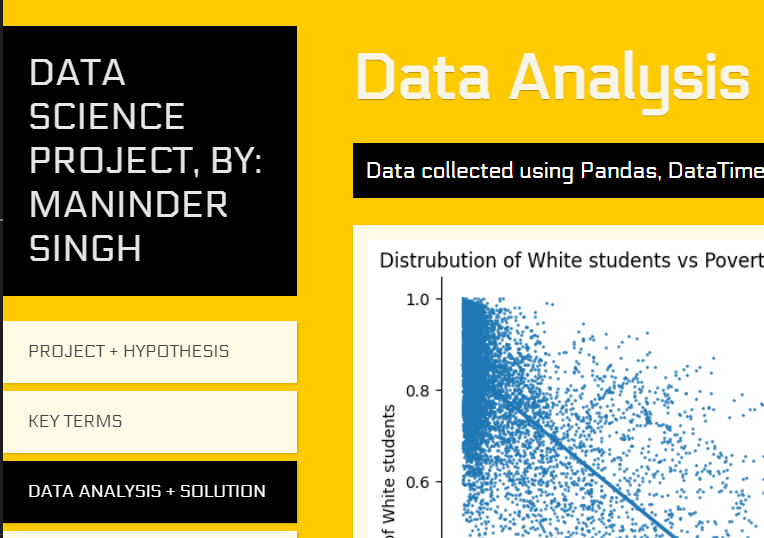 DATA
SCIENCE
PROJECT, BY:
MANINDER
SINGH
PROJECT + HYPOTHESIS
KEY TERMS
DATA ANALYSIS + SOLUTION
Data Analysis
Data collected using Pandas, DataTime
Distrubution of White students vs Povert
1.0
0.8
0.6
of White students